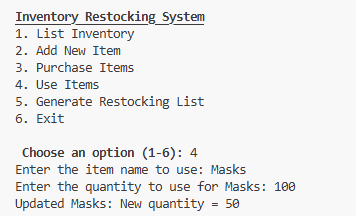 Inventory Restocking System
1. List Inventory
2. Add New Item
3. Purchase Items
4. Use Items
5. Generate Restocking List
6. Exit
Choose an option (1-6): 4
Enter the item name to use: Masks
Enter the quantity to use for Masks: 100
Updated Masks: New quantity = 50